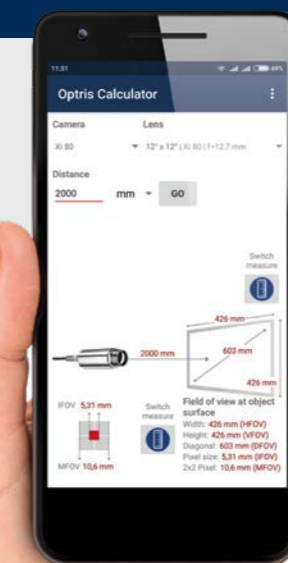 11:31
69%
Optris Calculator
Camera
Lens
Xi 80
12° x 12° | Xi 80 | f=12.7 mm
Distance
2000
mm
GO
Switch
measure
426 mm
2000 mm
603 mm
426 mm
IFOV 5,31 mm
MFOV 10,6 mm
Switch
measure
Field of view at object
surface
Width: 426 mm (HFOV)
Height: 426 mm (VFOV)
Diagonal: 603 mm (DFOV)
Pixel size: 5,31 mm (IFOV)
2x2 Pixel: 10,6 mm (MFOV)